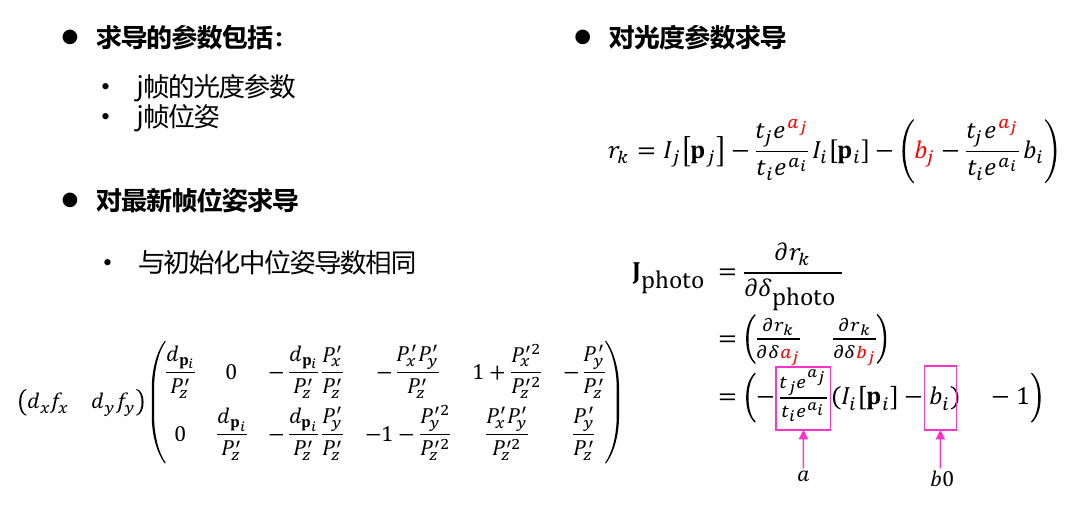 ● 求导的参数包括：
• j帧的光度参数
• j帧位姿
● 对最新帧位姿求导
• 与初始化中位姿导数相同
$(d_x f_x \quad d_y f_y) \begin{pmatrix} \frac{d_{\mathbf{p}_i}}{P'_z} & 0 & -\frac{d_{\mathbf{p}_i}}{P'_z}\frac{P'_x}{P'_z} & -\frac{P'_x P'_y}{P'_z} & 1+\frac{P'^2_x}{P'^2_z} & -\frac{P'_y}{P'_z} \\ 0 & \frac{d_{\mathbf{p}_i}}{P'_z} & -\frac{d_{\mathbf{p}_i}}{P'_z}\frac{P'_y}{P'_z} & -1-\frac{P'^2_y}{P'^2_z} & \frac{P'_x P'_y}{P'^2_z} & \frac{P'_y}{P'_z} \end{pmatrix}$
● 对光度参数求导
$r_k = I_j[\mathbf{p}_j] - \frac{t_j e^{a_j}}{t_i e^{a_i}} I_i[\mathbf{p}_i] - \left( b_j - \frac{t_j e^{a_j}}{t_i e^{a_i}} b_i \right)$
$\mathbf{J}_{\text{photo}} = \frac{\partial r_k}{\partial \delta_{\text{photo}}}$
$= \left( \frac{\partial r_k}{\partial \delta a_j} \quad \frac{\partial r_k}{\partial \delta b_j} \right)$
$= \left( -\frac{t_j e^{a_j}}{t_i e^{a_i}} (I_i[\mathbf{p}_i] - b_i) \quad -1 \right)$
a b0